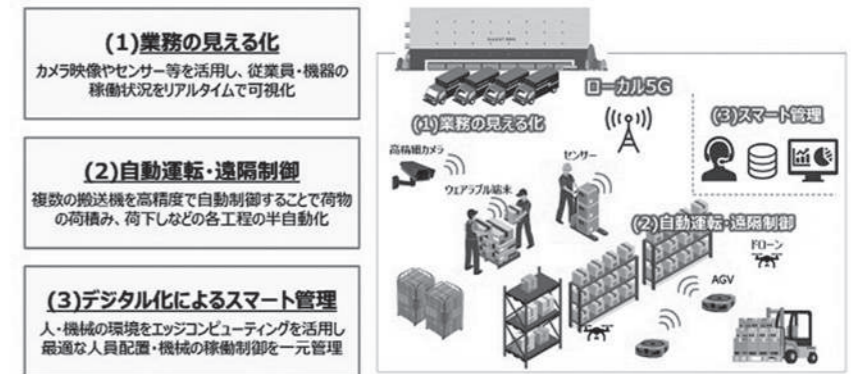 (1)業務の見える化
カメラ映像やセンサー等を活用し、従業員・機器の
稼働状況をリアルタイムで可視化
(2)自動運転・遠隔制御
複数の搬送機を高精度で自動制御することで荷物
の荷積み、荷下しなどの各工程の半自動化
(3)デジタル化によるスマート管理
人・機械の環境をエッジコンピューティングを活用し
最適な人員配置・機械の稼働制御を一元管理
ローカル5G
(1)業務の見える化
(3)スマート管理
高精細カメラ
センサー
ウェアラブル端末
(2)自動運転・遠隔制御
ドローン
AGV